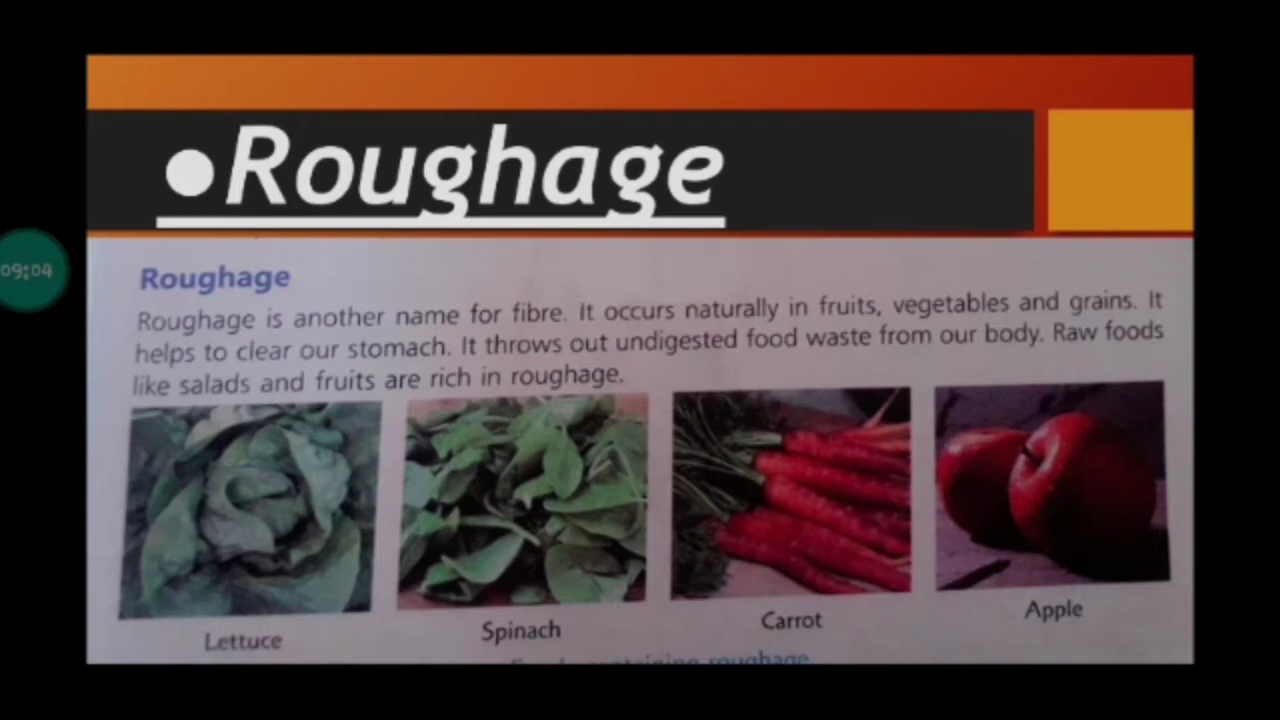 •Roughage
09:04
Roughage
Roughage is another name for fibre. It occurs naturally in fruits, vegetables and grains. It
helps to clear our stomach. It throws out undigested food waste from our body. Raw foods
like salads and fruits are rich in roughage.
Lettuce
Spinach
Carrot
Apple
containing roughage